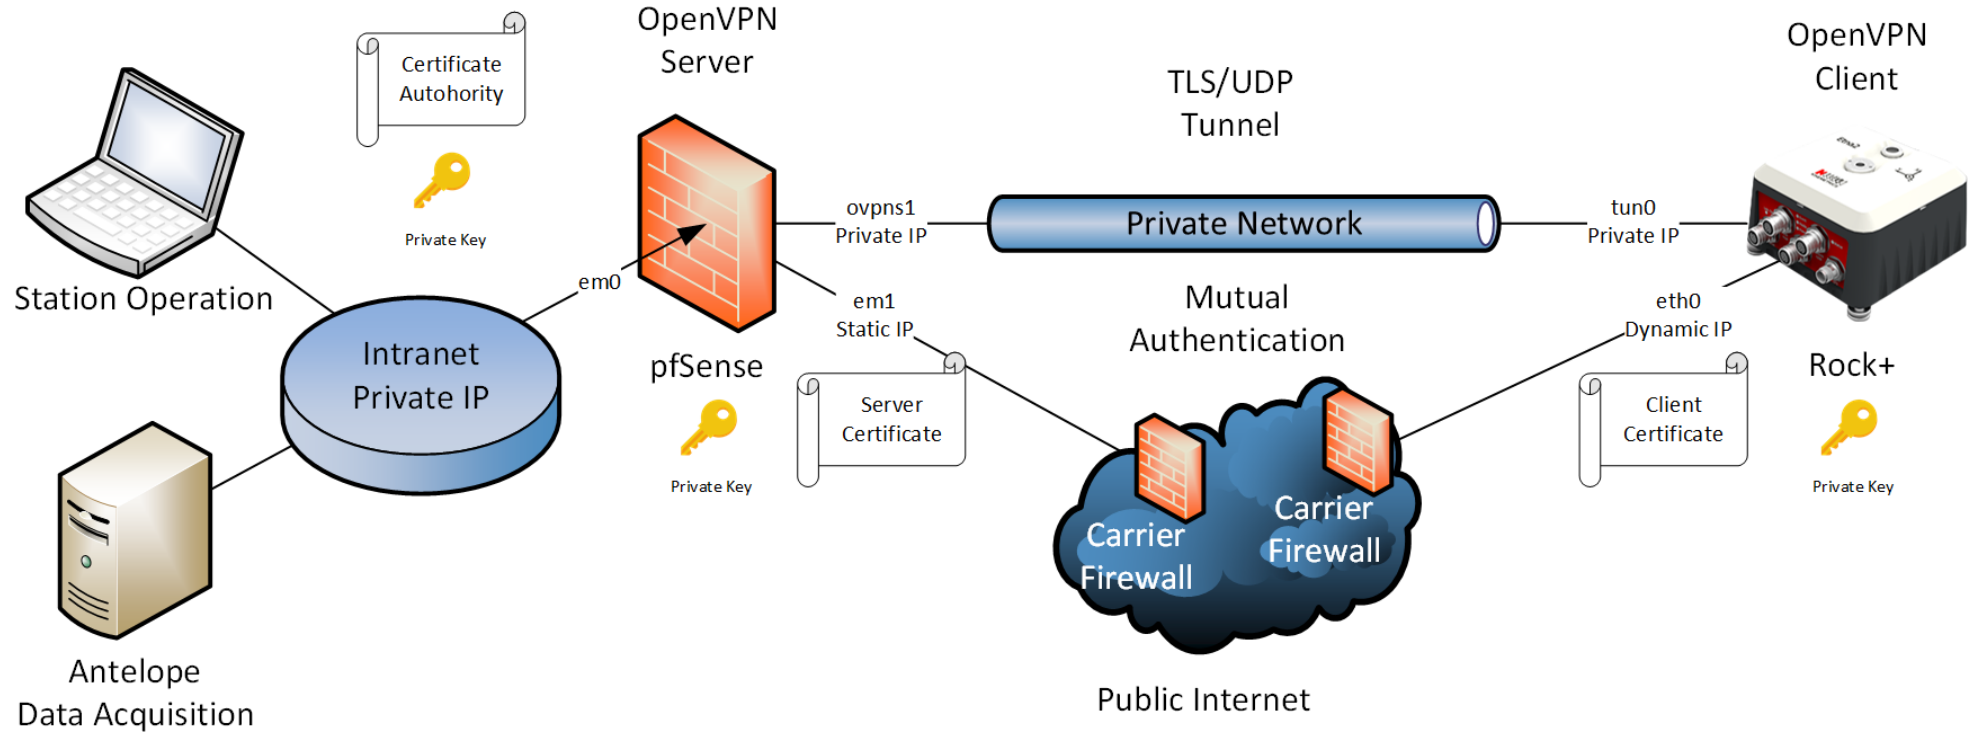 OpenVPN
Server
OpenVPN
Client
Certificate
Autohority
TLS/UDP
Tunnel
Private Key
ovpns1
Private IP
Private Network
tun0
Private IP
Etna2
em0
Station Operation
em1
Static IP
Mutual
Authentication
eth0
Dynamic IP
Intranet
Private IP
pfSense
Rock+
Server
Certificate
Client
Certificate
Private Key
Private Key
Carrier
Firewall
Carrier
Firewall
Antelope
Data Acquisition
Public Internet